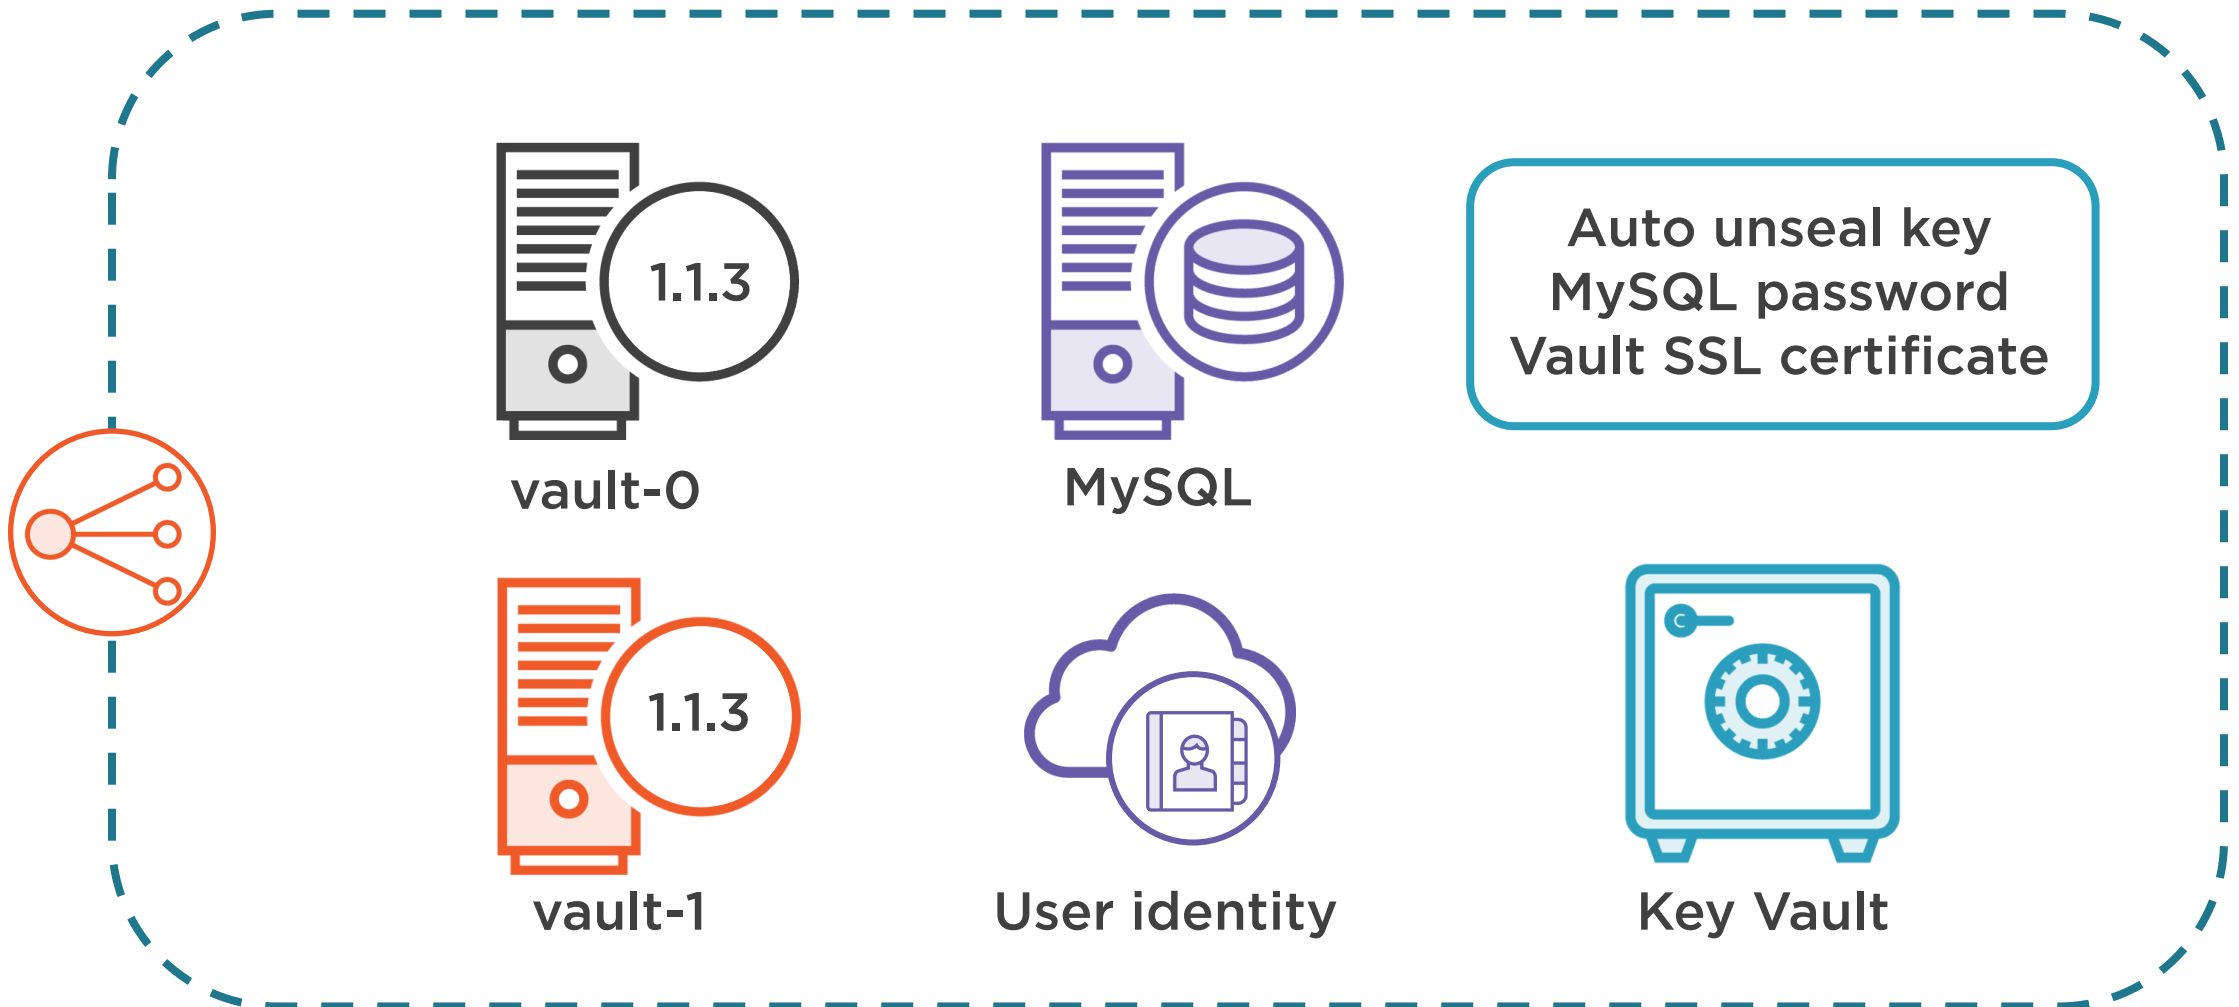 1.1.3
vault-0
MySQL
Auto unseal key
MySQL password
Vault SSL certificate
1.1.3
vault-1
User identity
Key Vault